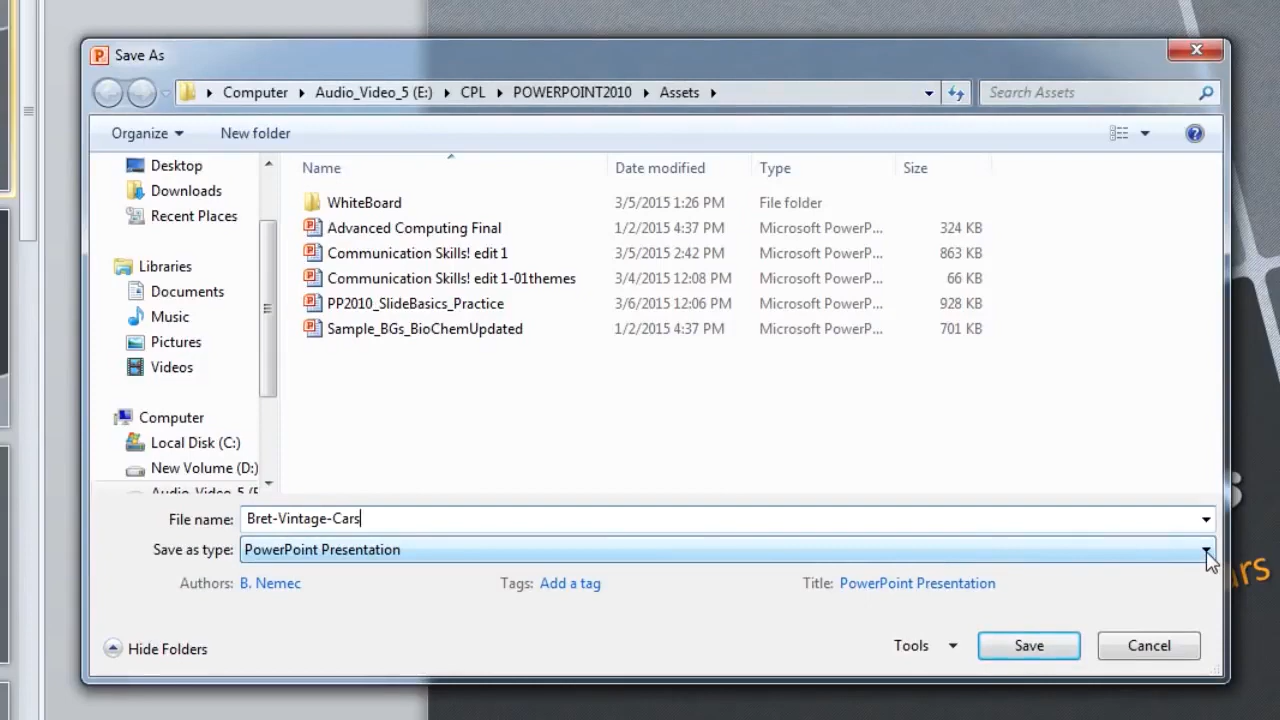 Save As
Computer Audio_Video_5 (E:) CPL POWERPOINT2010 Assets
Search Assets
Organize New folder
Name Date modified Type Size
Desktop
Downloads
Recent Places
Libraries
Documents
Music
Pictures
Videos
Computer
Local Disk (C:)
New Volume (D:)
Audio_Video_5 (E
WhiteBoard 3/5/2015 1:26 PM File folder
Advanced Computing Final 1/2/2015 4:37 PM Microsoft PowerP... 324 KB
Communication Skills! edit 1 3/5/2015 2:42 PM Microsoft PowerP... 863 KB
Communication Skills! edit 1-01themes 3/4/2015 12:08 PM Microsoft PowerP... 66 KB
PP2010_SlideBasics_Practice 3/6/2015 12:06 PM Microsoft PowerP... 928 KB
Sample_BGs_BioChemUpdated 1/2/2015 4:37 PM Microsoft PowerP... 701 KB
File name: Bret-Vintage-Cars
Save as type: PowerPoint Presentation
Authors: B. Nemec Tags: Add a tag Title: PowerPoint Presentation
Hide Folders Tools Save Cancel